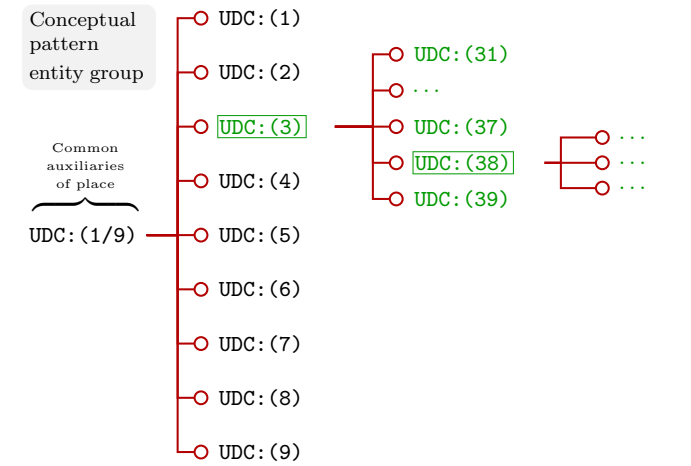 Conceptual
pattern
entity group
Common
auxiliaries
of place
UDC:(1/9)
UDC:(1)
UDC:(2)
UDC:(3)
UDC:(4)
UDC:(5)
UDC:(6)
UDC:(7)
UDC:(8)
UDC:(9)
UDC:(31)
...
UDC:(37)
UDC:(38)
UDC:(39)
...
...
...